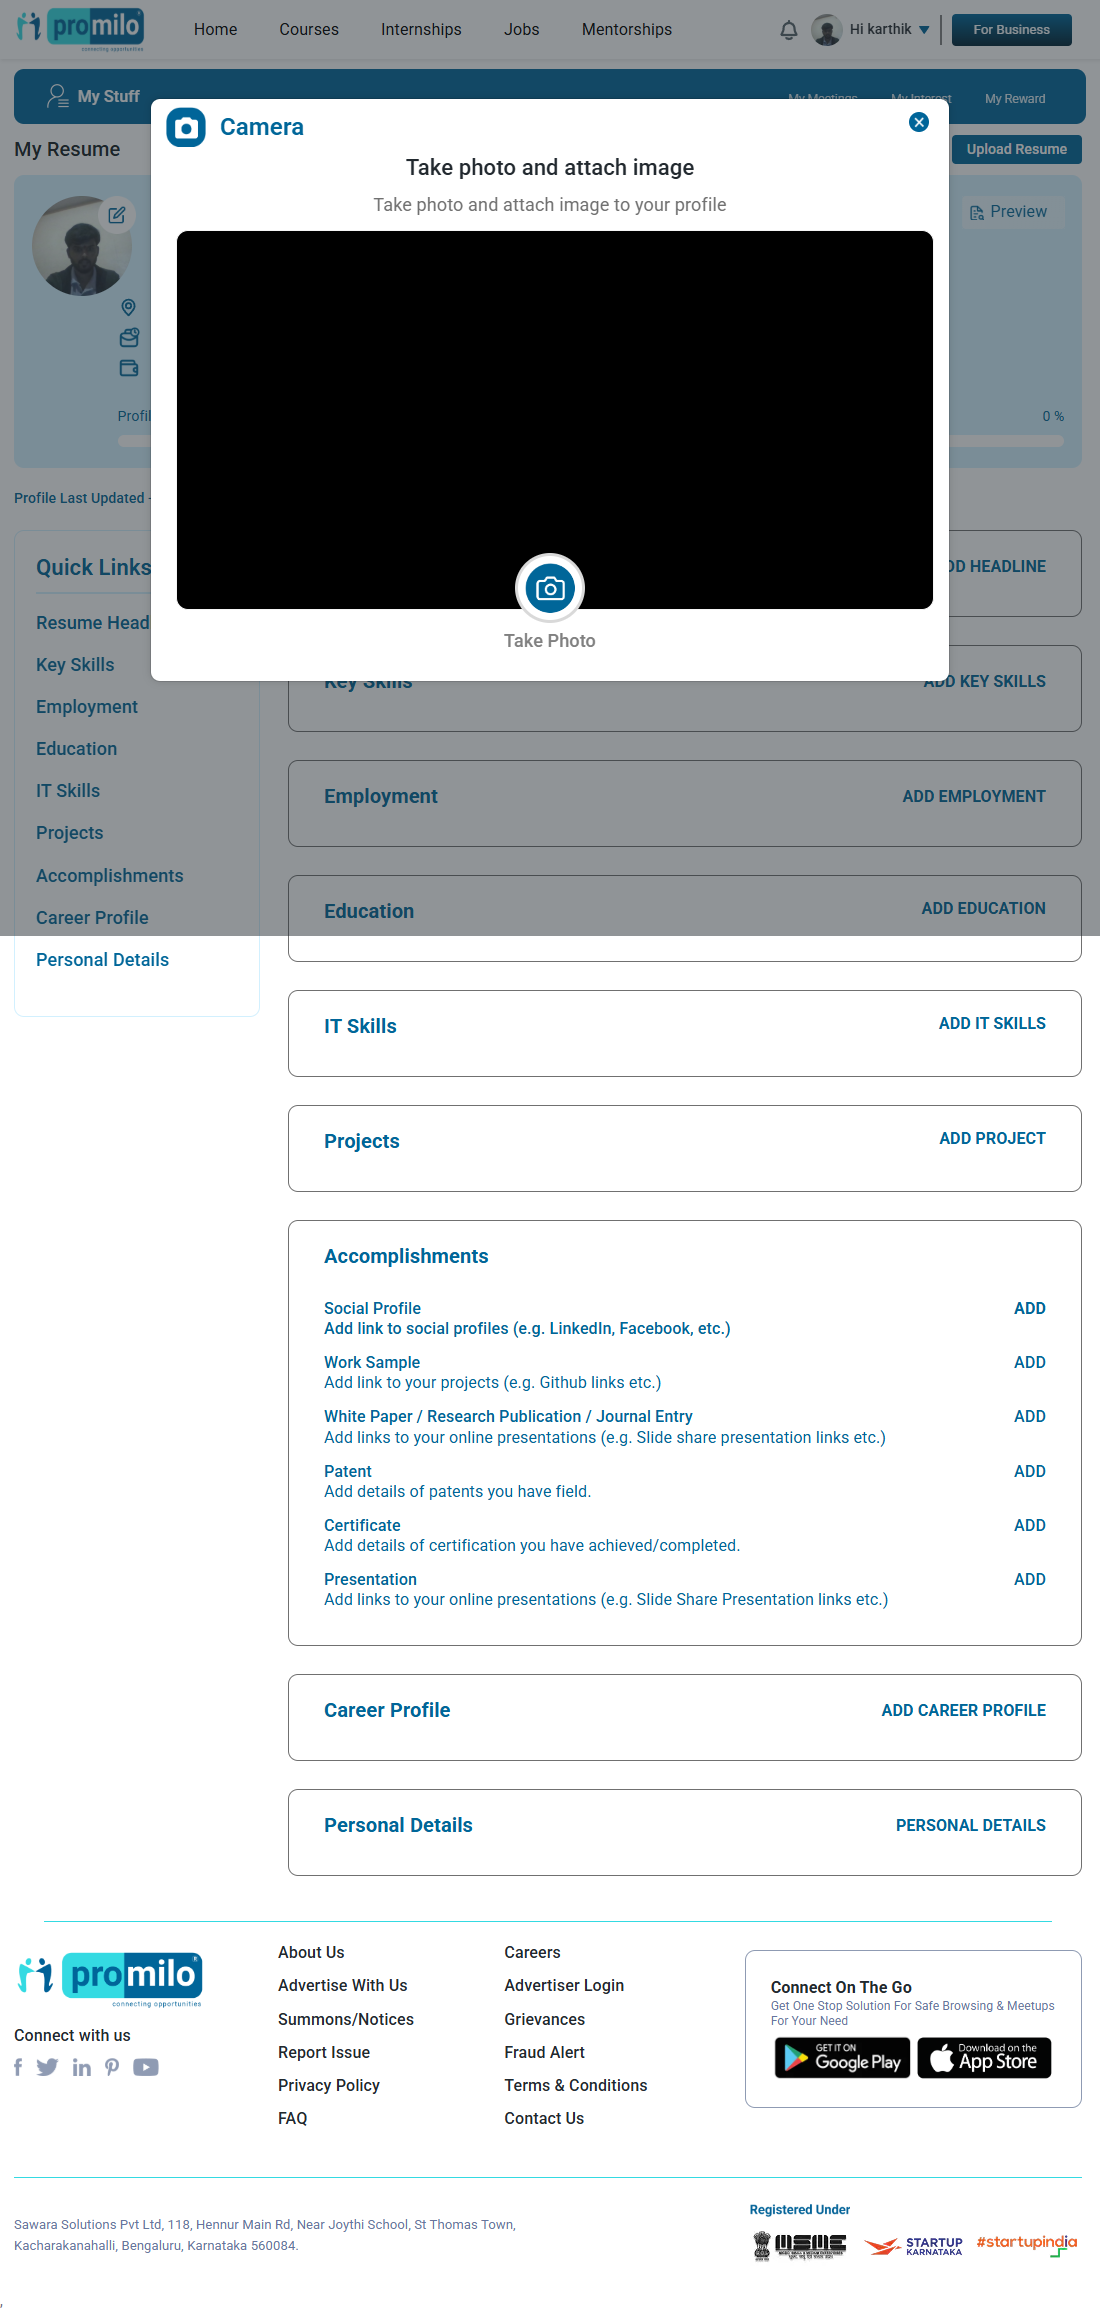 promilo
connecting opportunities
Home
Courses
Internships
Jobs
Mentorships
Hi karthik
For Business
My Stuff
My Meetings
My Interest
My Reward
My Resume
Upload Resume
Camera
Take photo and attach image
Take photo and attach image to your profile
Preview
Profil
0 %
Profile Last Updated -
Take Photo
Quick Links
Resume Head
Key Skills
Employment
Education
IT Skills
Projects
Accomplishments
Career Profile
Personal Details
DD HEADLINE
Key Skills
ADD KEY SKILLS
Employment
ADD EMPLOYMENT
Education
ADD EDUCATION
IT Skills
ADD IT SKILLS
Projects
ADD PROJECT
Accomplishments
Social Profile
ADD
Add link to social profiles (e.g. LinkedIn, Facebook, etc.)
Work Sample
ADD
Add link to your projects (e.g. Github links etc.)
White Paper / Research Publication / Journal Entry
ADD
Add links to your online presentations (e.g. Slide share presentation links etc.)
Patent
ADD
Add details of patents you have field.
Certificate
ADD
Add details of certification you have achieved/completed.
Presentation
ADD
Add links to your online presentations (e.g. Slide Share Presentation links etc.)
Career Profile
ADD CAREER PROFILE
Personal Details
PERSONAL DETAILS
promilo
connecting opportunities
Connect with us
About Us
Advertise With Us
Summons/Notices
Report Issue
Privacy Policy
FAQ
Careers
Advertiser Login
Grievances
Fraud Alert
Terms & Conditions
Contact Us
Connect On The Go
Get One Stop Solution For Safe Browsing & Meetups
For Your Need
GET IT ON
Google Play
Download on the
App Store
Sawara Solutions Pvt Ltd, 118, Hennur Main Rd, Near Joythi School, St Thomas Town,
Kacharakanahalli, Bengaluru, Karnataka 560084.
Registered Under
MSME
STARTUP
KARNATAKA
#startupindia
,